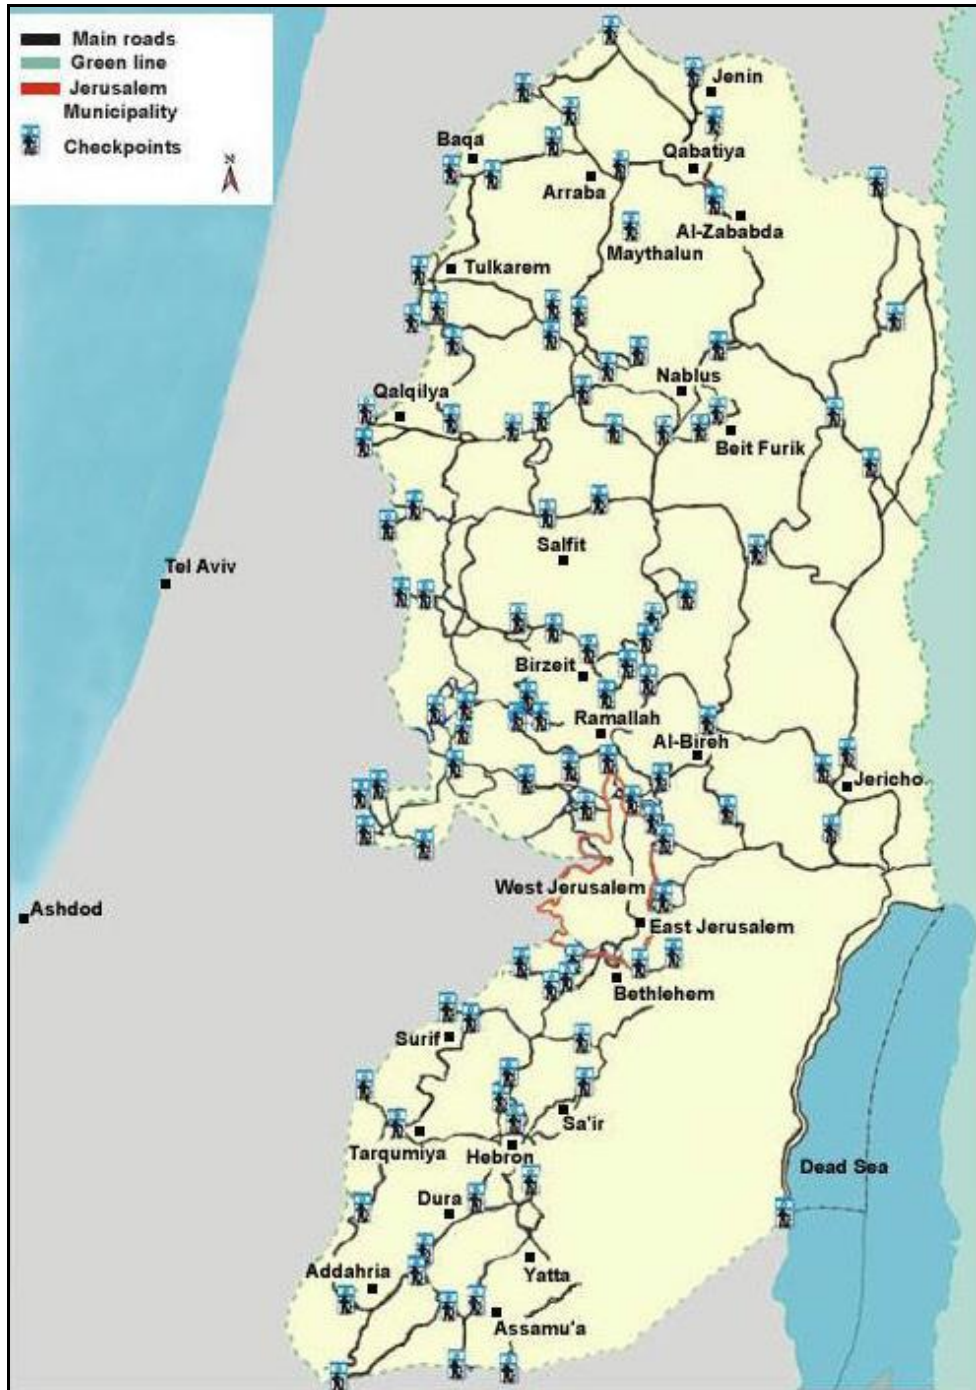 Main roads
Green line
Jerusalem
Municipality
Checkpoints
N
Jenin
Baqa
Qabatiya
Arraba
Al-Zababda
Maythalun
Tulkarem
Nablus
Qalqilya
Beit Furik
Salfit
Tel Aviv
Birzeit
Ramallah
Al-Bireh
Jericho
West Jerusalem
Ashdod
East Jerusalem
Bethlehem
Surif
Sa'ir
Tarqumiya
Hebron
Dead Sea
Dura
Addahria
Yatta
Assamu'a